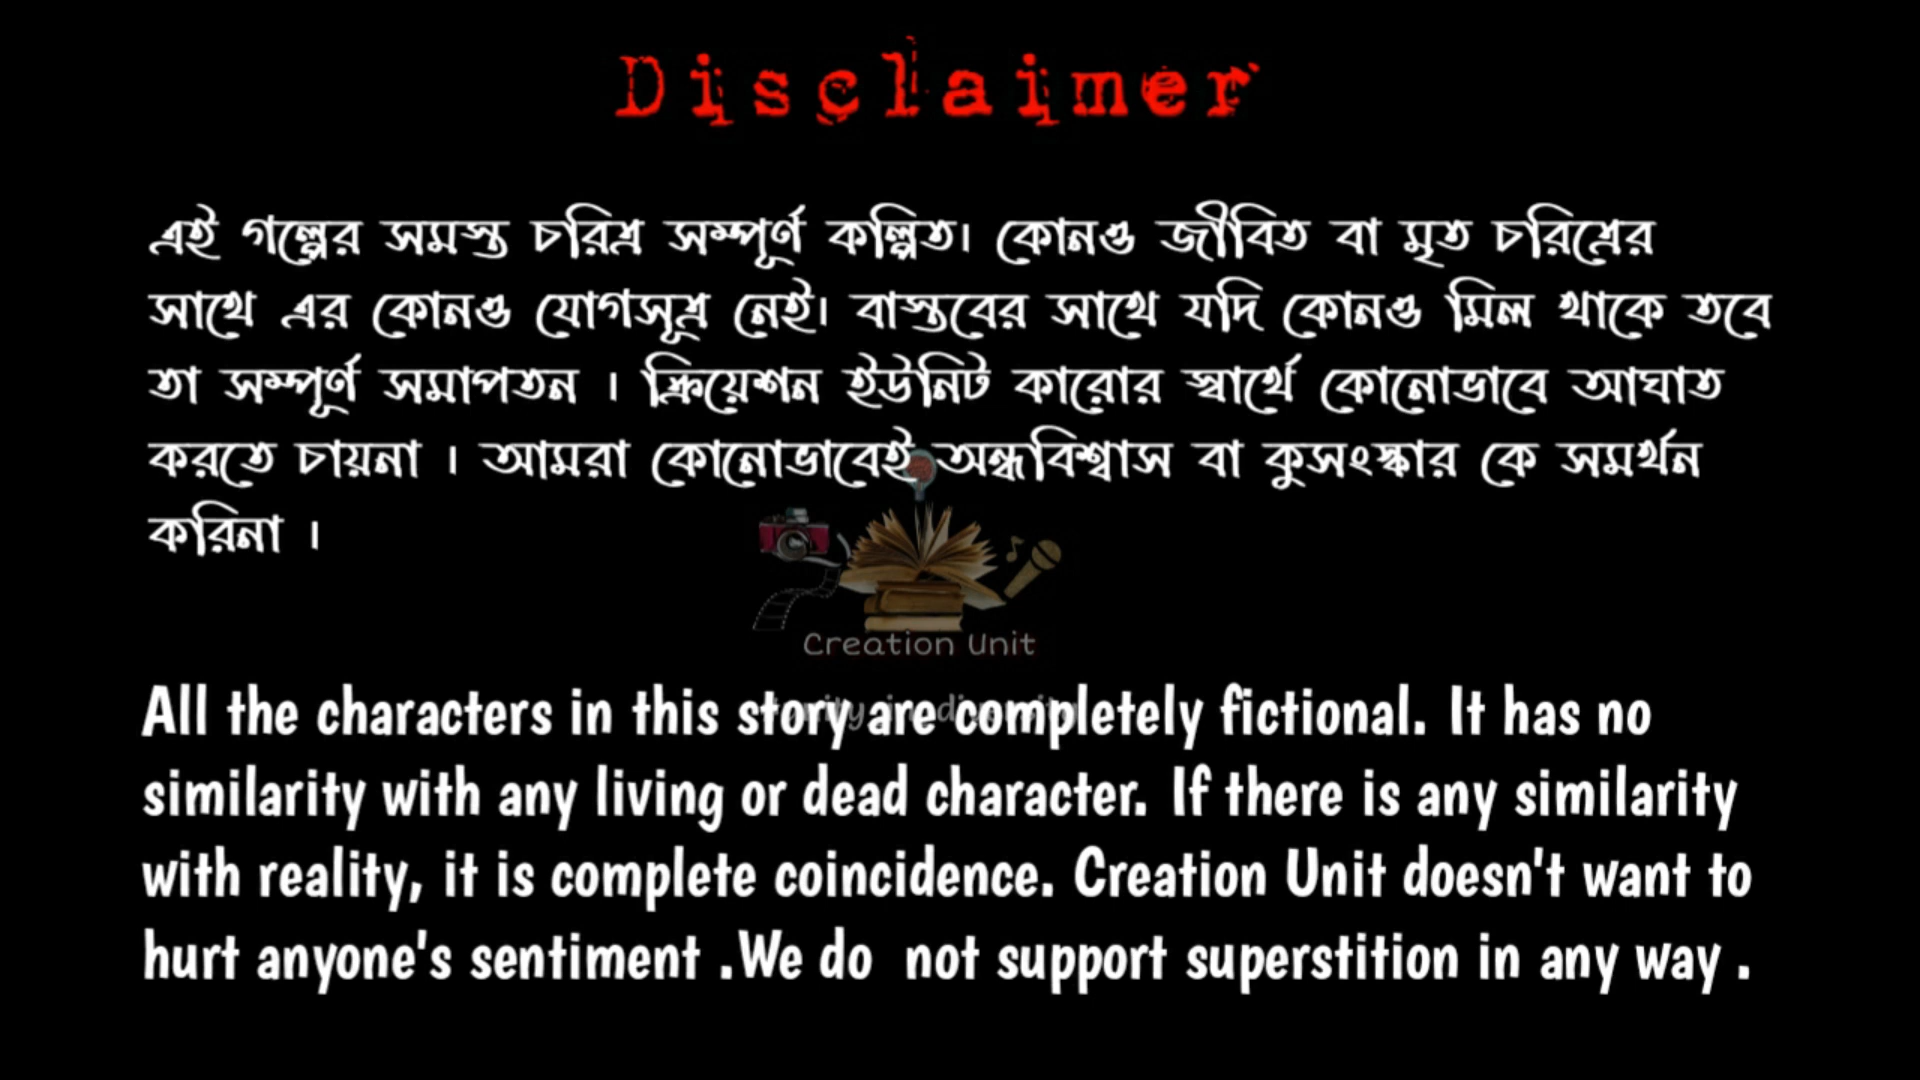 Disclaimer
এই গল্পের সমস্ত চরিত্র সম্পূর্ণ কল্পিত। কোনও জীবিত বা মৃত চরিত্রের
সাথে এর কোনও যোগসূত্র নেই। বাস্তবের সাথে যদি কোনও মিল থাকে তবে
তা সম্পূর্ণ সমাপতন । ক্রিয়েশন ইউনিট কারোর স্বার্থে কোনোভাবে আঘাত
করতে চায়না । আমরা কোনোভাবেই অন্ধবিশ্বাস বা কুসংস্কার কে সমর্থন
করিনা ।
Creation Unit
All the characters in this story are completely fictional. It has no
similarity with any living or dead character. If there is any similarity
with reality, it is complete coincidence. Creation Unit doesn't want to
hurt anyone's sentiment .We do not support superstition in any way .